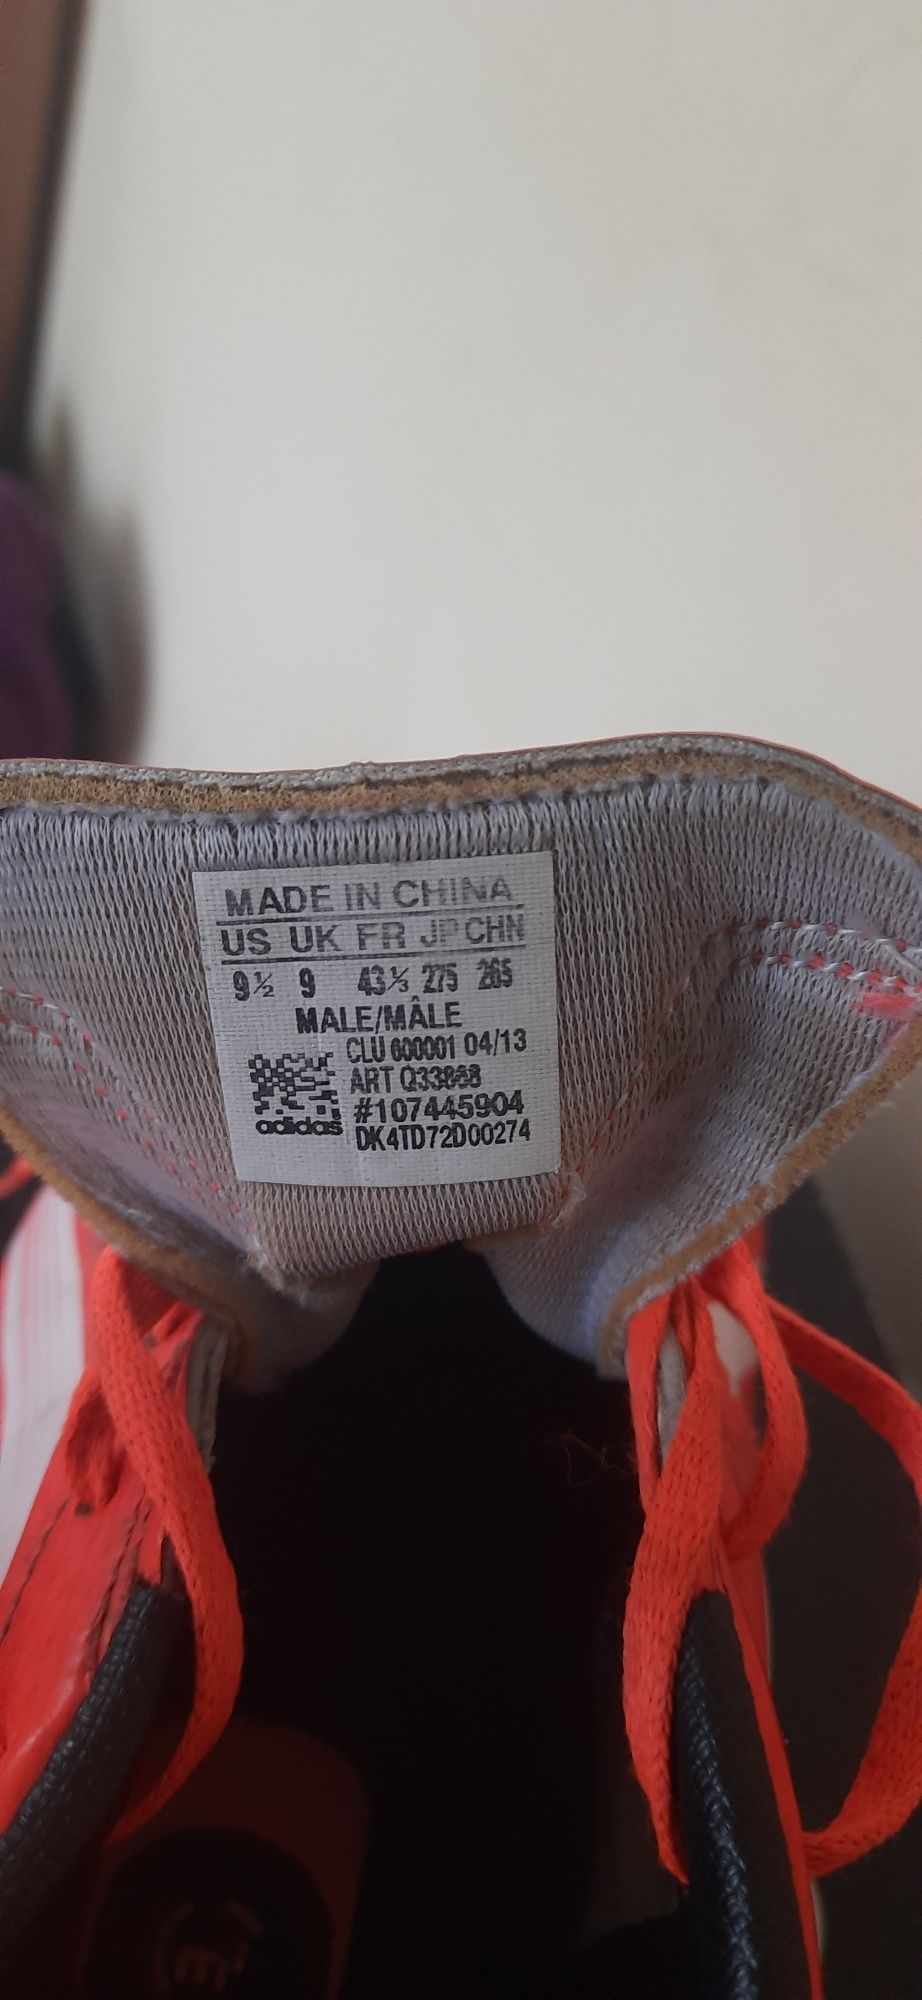 MADE IN CHINA
US UK FR JP CHN
9½ 9 43⅓ 275 265
MALE/MÂLE
CLU 600001 04/13
ART Q33868
#107445904
adidas DK4TD72D00274
mi